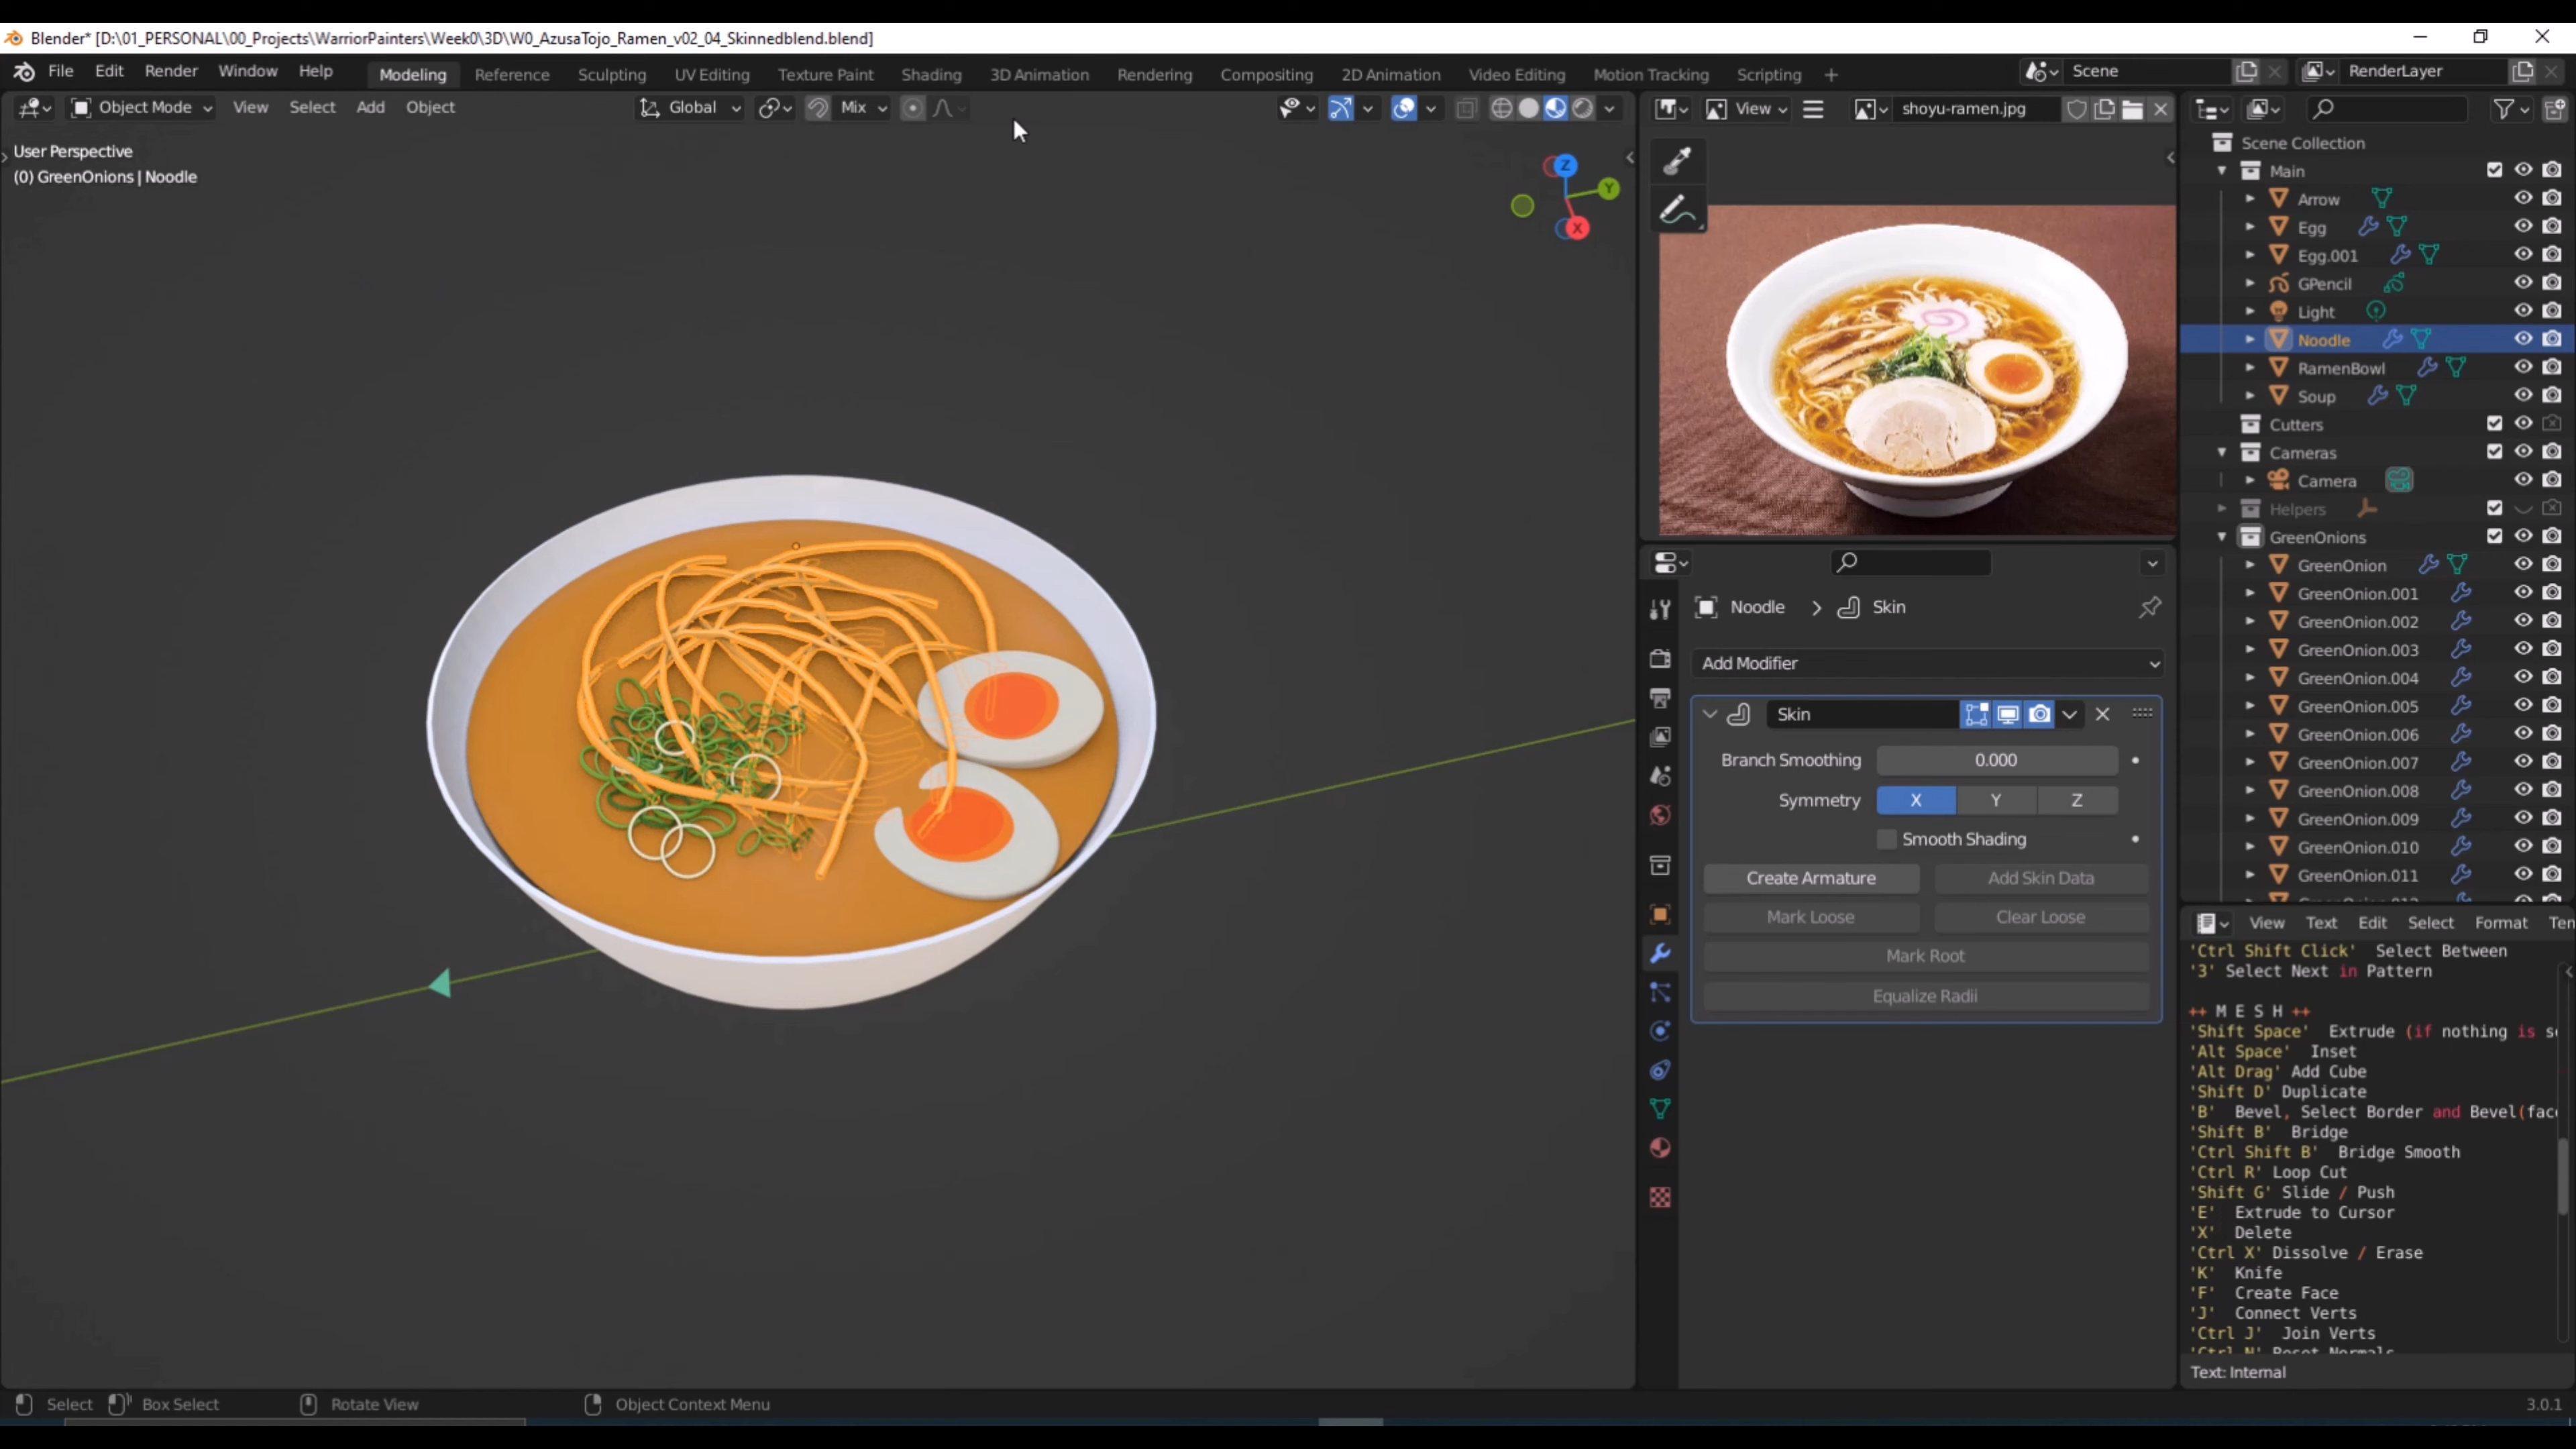 Blender* [D:\01_PERSONAL\00_Projects\WarriorPainters\Week0\3D\W0_AzusaTojo_Ramen_v02_04_Skinnedblend.blend]
File Edit Render Window Help Modeling Reference Sculpting UV Editing Texture Paint Shading 3D Animation Rendering Compositing 2D Animation Video Editing Motion Tracking Scripting + Scene RenderLayer
Object Mode View Select Add Object Global Mix View shoyu-ramen.jpg
User Perspective
(0) GreenOnions | Noodle
Z
Y
X
Scene Collection
Main
Arrow
Egg
Egg.001
GPencil
Light
Noodle
RamenBowl
Soup
Cutters
Cameras
Camera
Helpers
GreenOnions
GreenOnion
GreenOnion.001
GreenOnion.002
GreenOnion.003
GreenOnion.004
GreenOnion.005
GreenOnion.006
GreenOnion.007
GreenOnion.008
GreenOnion.009
GreenOnion.010
GreenOnion.011
Noodle > Skin
Add Modifier
Skin
Branch Smoothing 0.000
Symmetry X Y Z
Smooth Shading
Create Armature Add Skin Data
Mark Loose Clear Loose
Mark Root
Equalize Radii
View Text Edit Select Format
'Ctrl Shift Click' Select Between
'3' Select Next in Pattern
++ M E S H ++
'Shift Space' Extrude (if nothing is
'Alt Space' Inset
'Alt Drag' Add Cube
'Shift D' Duplicate
'B' Bevel, Select Border and Bevel(
'Shift B' Bridge
'Ctrl Shift B' Bridge Smooth
'Ctrl R' Loop Cut
'Shift G' Slide / Push
'E' Extrude to Cursor
'X' Delete
'Ctrl X' Dissolve / Erase
'K' Knife
'F' Create Face
'J' Connect Verts
'Ctrl J' Join Verts
Text: Internal
Select Box Select Rotate View Object Context Menu 3.0.1